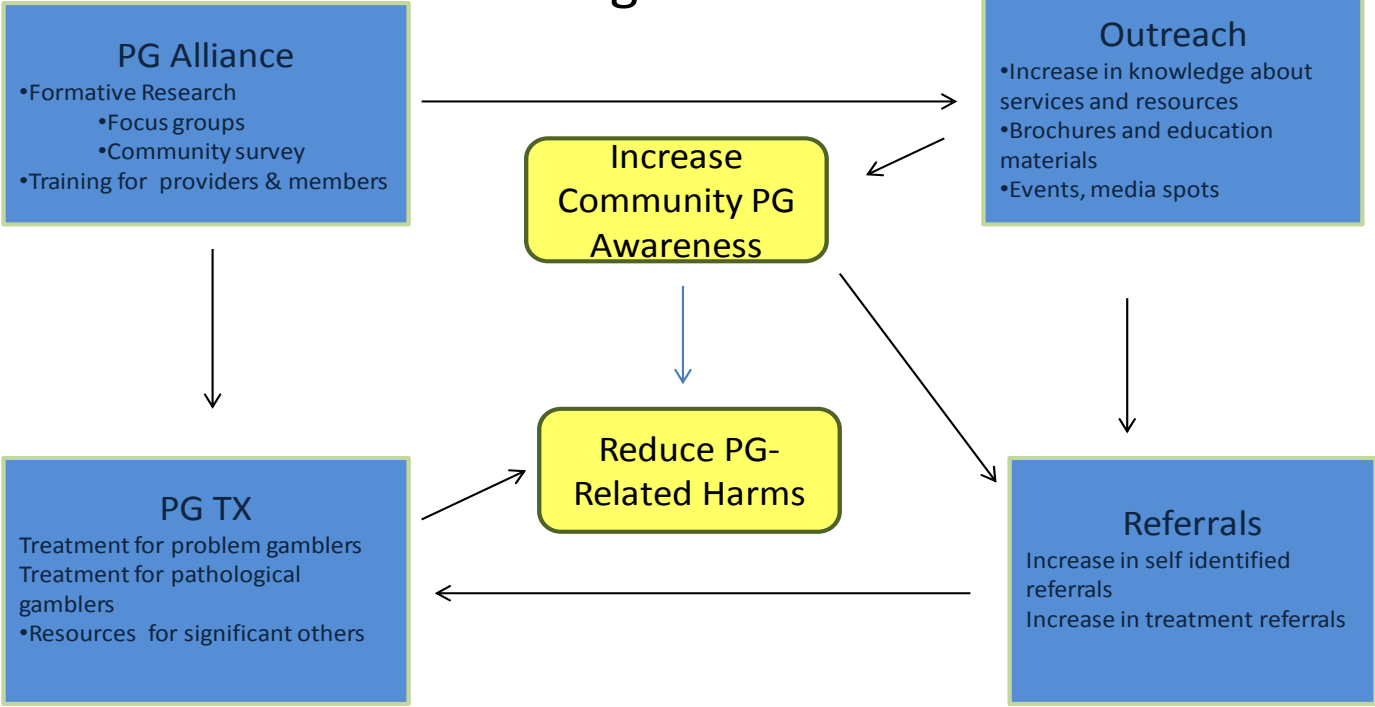 PG Alliance
•Formative Research
•Focus groups
•Community survey
•Training for providers & members
Outreach
•Increase in knowledge about
services and resources
•Brochures and education
materials
•Events, media spots
Increase
Community PG
Awareness
Reduce PG-
Related Harms
PG TX
Treatment for problem gamblers
Treatment for pathological
gamblers
•Resources for significant others
Referrals
Increase in self identified
referrals
Increase in treatment referrals